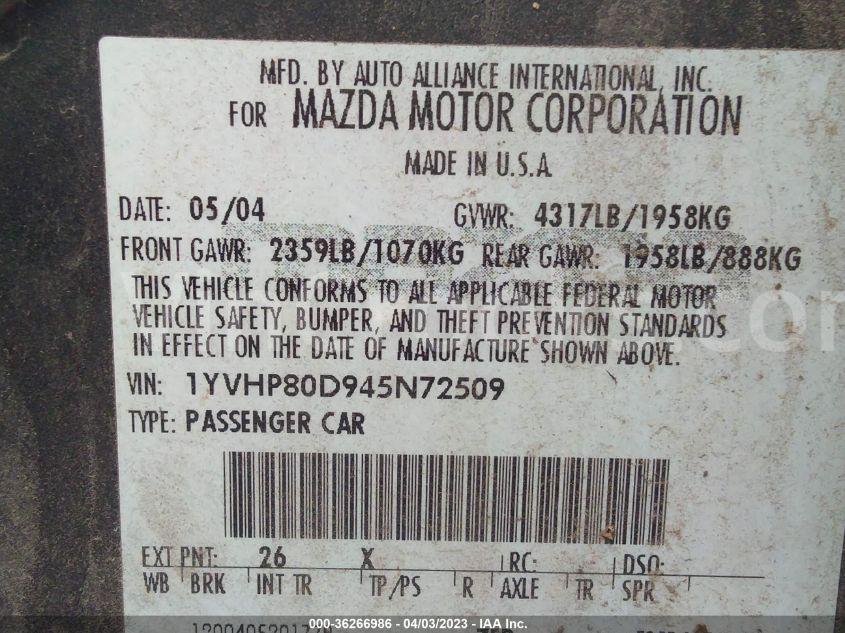 MFD. BY AUTO ALLIANCE INTERNATIONAL, INC.
FOR MAZDA MOTOR CORPORATION
MADE IN U.S.A
DATE: 05/04 GVWR: 4317LB/1958KG
FRONT GAWR: 2359LB/1070KG REAR GAWR: 1958LB/888KG
THIS VEHICLE CONFORMS TO ALL APPLICABLE FEDERAL MOTOR
VEHICLE SAFETY, BUMPER, AND THEFT PREVENTION STANDARDS
IN EFFECT ON THE DATE OF MANUFACTURE SHOWN ABOVE.
VIN: 1YVHP80D945N72509
TYPE: PASSENGER CAR
EXT PNT: 26 X RC: DSO:
WB BRK INT TR TP/PS R AXLE TR SPR
000-36266986 - 04/03/2023 - IAA Inc.